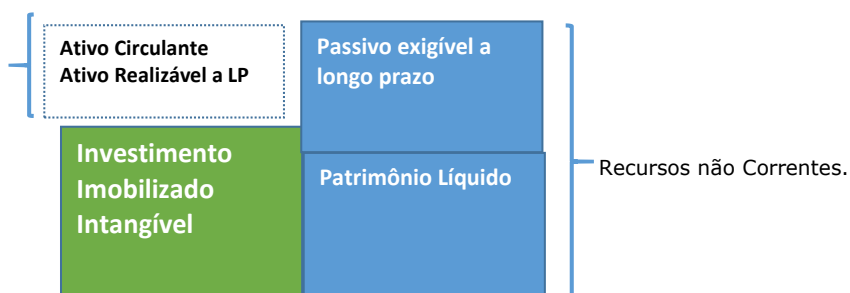 Ativo Circulante
Ativo Realizável a LP
Passivo exigível a
longo prazo
Investimento
Imobilizado
Intangível
Patrimônio Líquido
Recursos não Correntes.